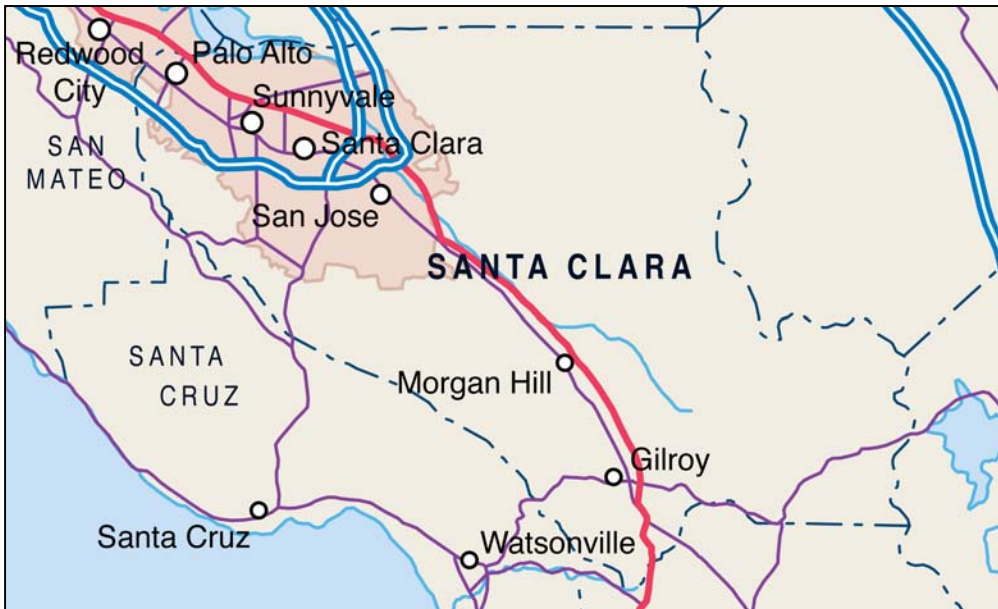 Redwood
City
Palo Alto
Sunnyvale
SAN
MATEO
Santa Clara
San Jose
SANTA CLARA
SANTA
CRUZ
Morgan Hill
Gilroy
Santa Cruz
Watsonville